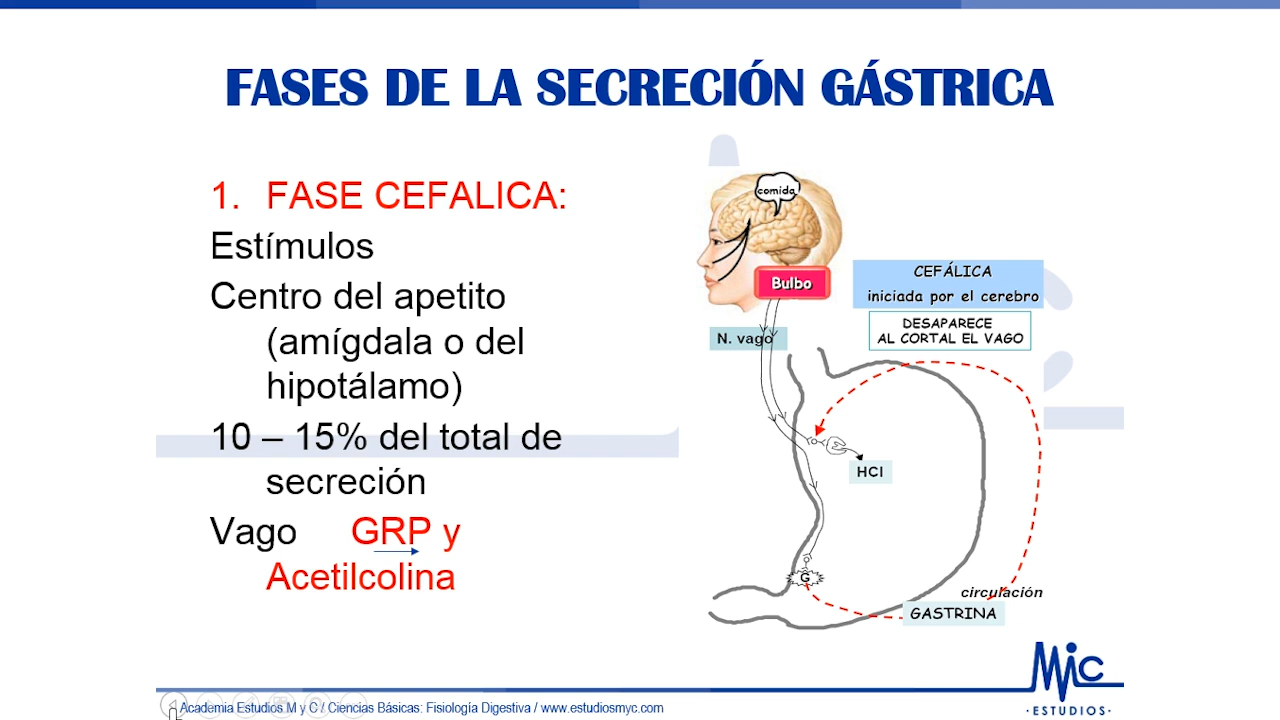 FASES DE LA SECRECIÓN GÁSTRICA
1. FASE CEFALICA:
Estímulos
Centro del apetito
(amígdala o del
hipotálamo)
10 – 15% del total de
secreción
Vago GRP y
Acetilcolina
comida
Bulbo
CEFÁLICA
iniciada por el cerebro
DESAPARECE
AL CORTAL EL VAGO
N. vago
HCl
G
circulación
GASTRINA
Academia Estudios M y C / Ciencias Básicas: Fisiología Digestiva / www.estudiosmyc.com
MyC
·ESTUDIOS·